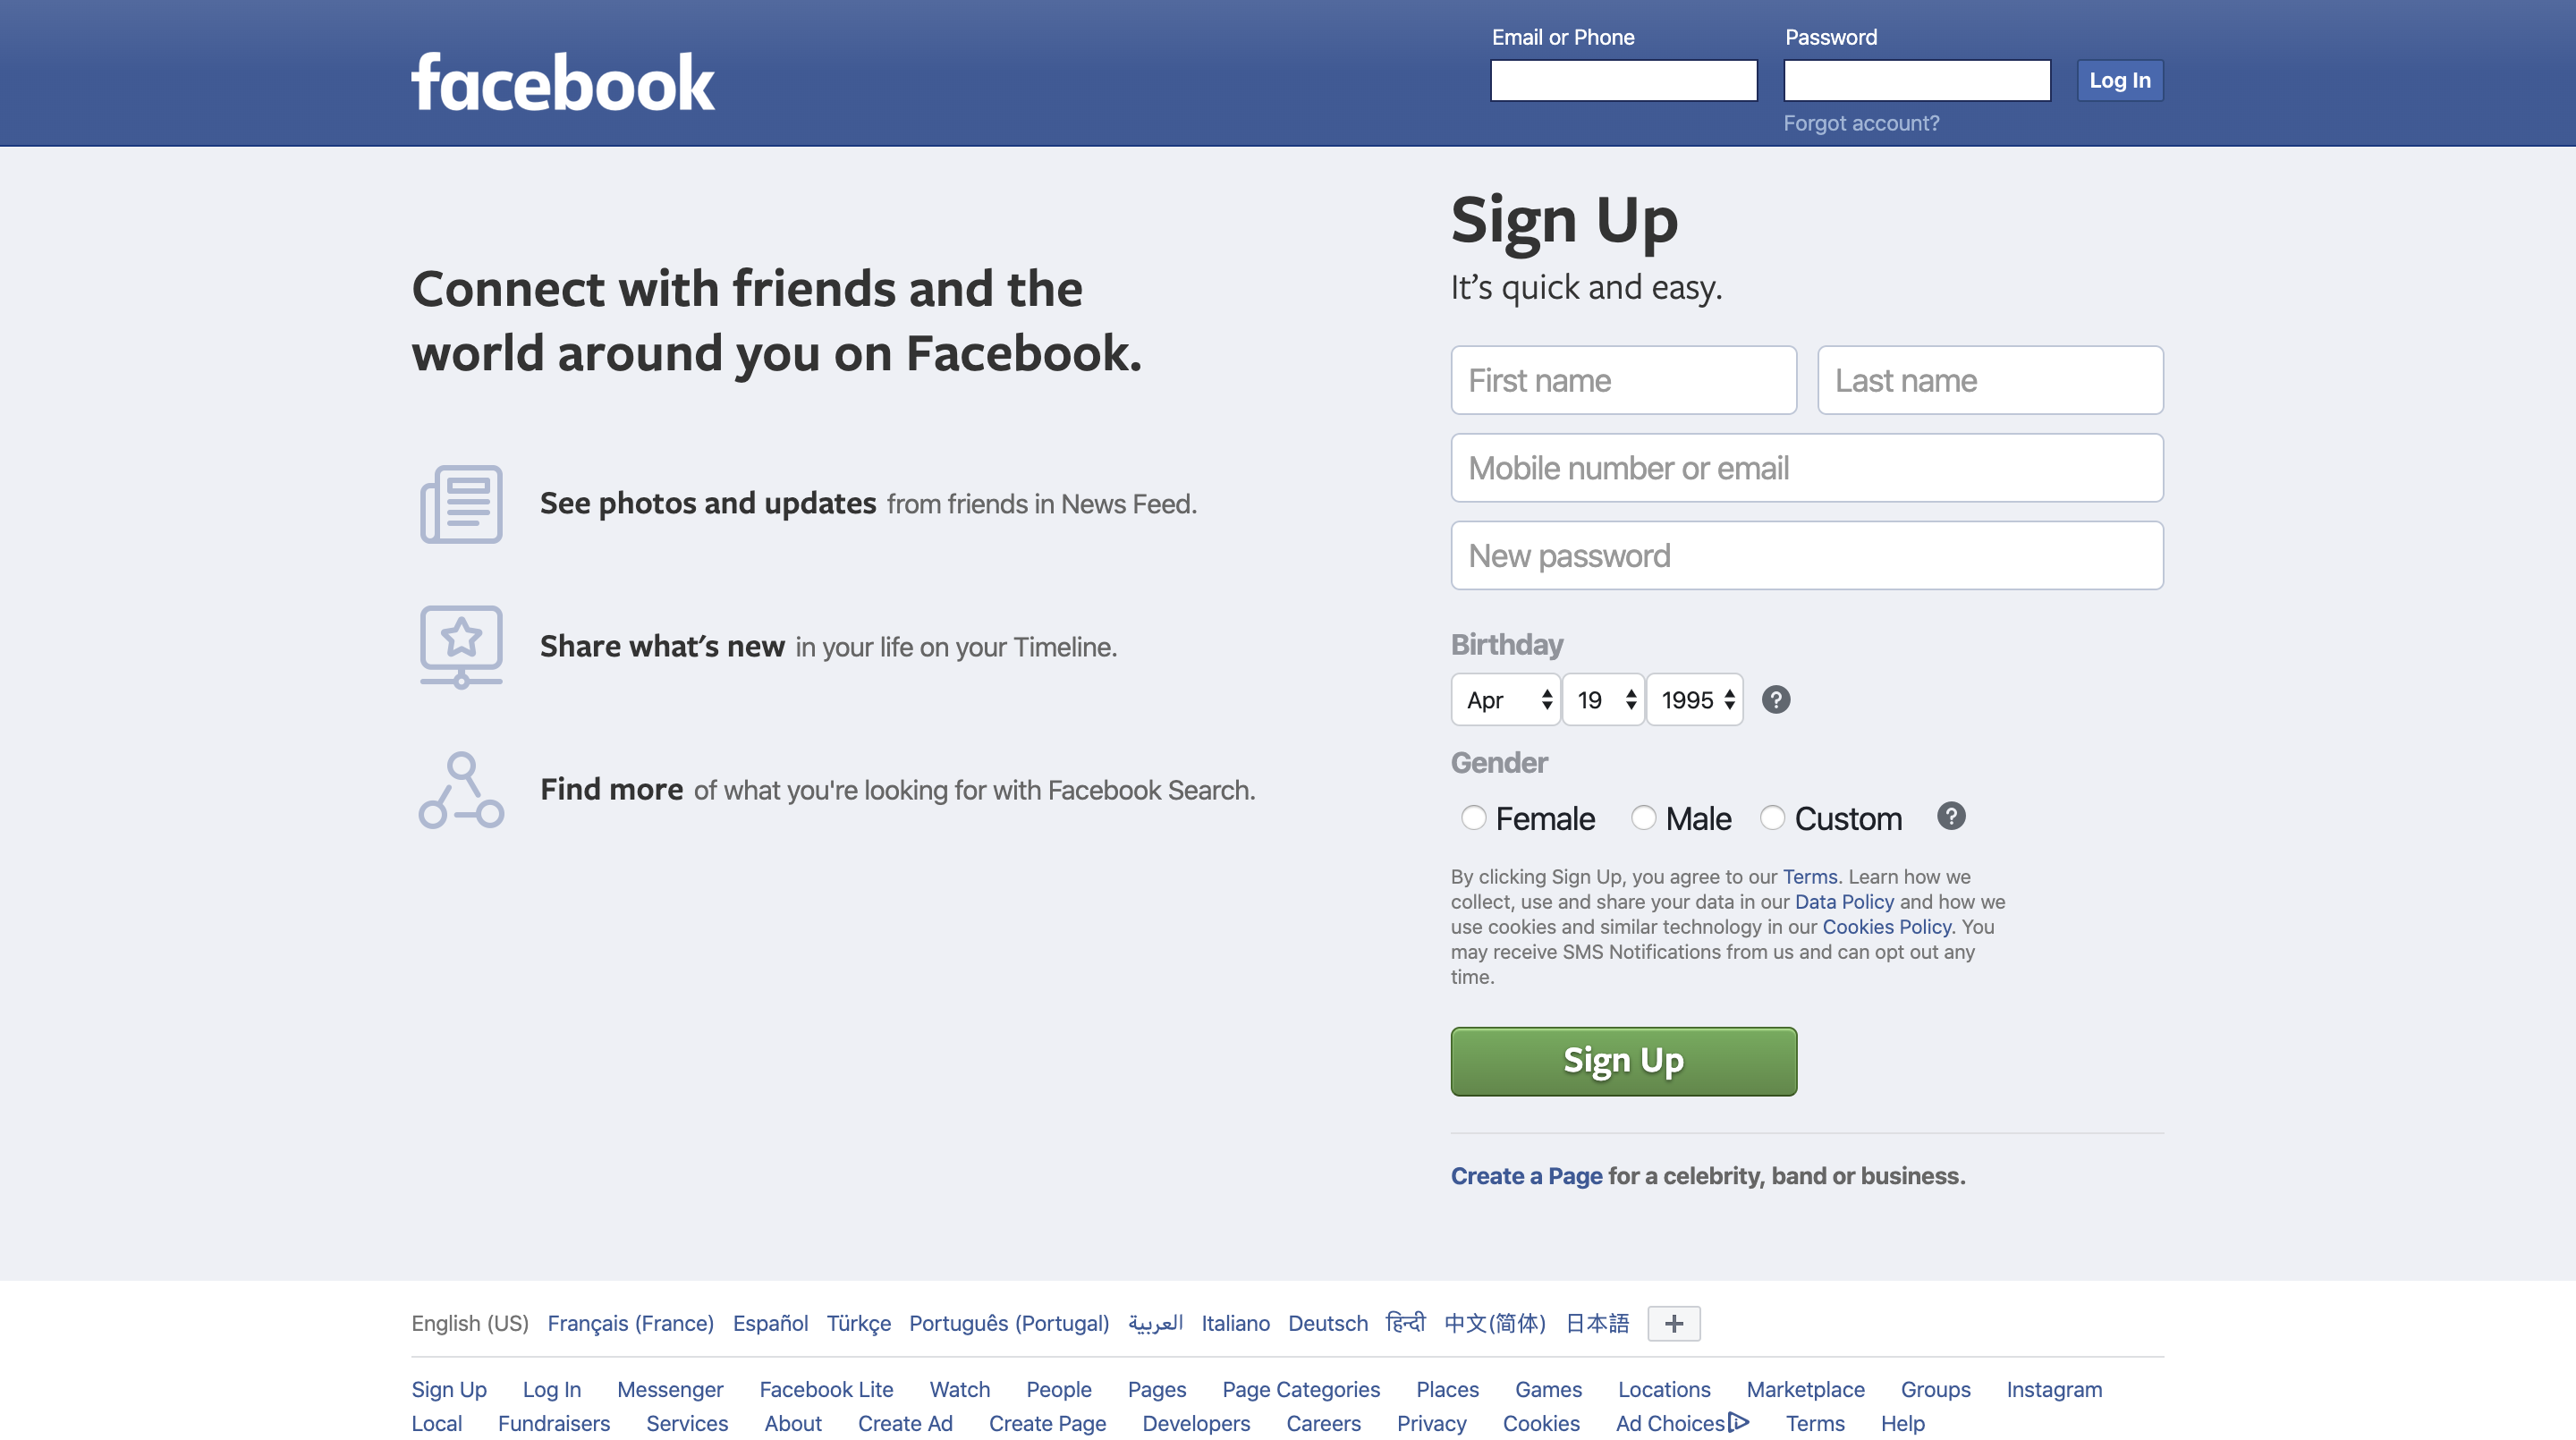 facebook
Email or Phone
Password
Log In
Forgot account?
Connect with friends and the
world around you on Facebook.
See photos and updates from friends in News Feed.
Share what's new in your life on your Timeline.
Find more of what you're looking for with Facebook Search.
Sign Up
It’s quick and easy.
First name
Last name
Mobile number or email
New password
Birthday
Apr 19 1995 ?
Gender
Female Male Custom ?
By clicking Sign Up, you agree to our Terms. Learn how we
collect, use and share your data in our Data Policy and how we
use cookies and similar technology in our Cookies Policy. You
may receive SMS Notifications from us and can opt out any
time.
Sign Up
Create a Page for a celebrity, band or business.
English (US) Français (France) Español Türkçe Português (Portugal) العربية Italiano Deutsch हिन्दी 中文(简体) 日本語 +
Sign Up Log In Messenger Facebook Lite Watch People Pages Page Categories Places Games Locations Marketplace Groups Instagram
Local Fundraisers Services About Create Ad Create Page Developers Careers Privacy Cookies Ad Choices Terms Help